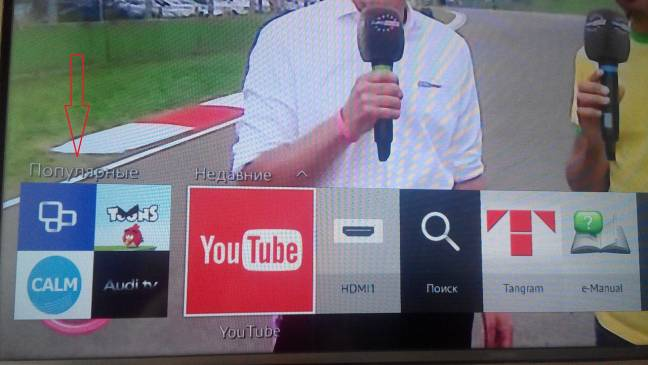 Популярные
Недавние
TOONS
CALM
Audi tv
YouTube
HDMI1
Поиск
Tangram
e-Manual
YouTube